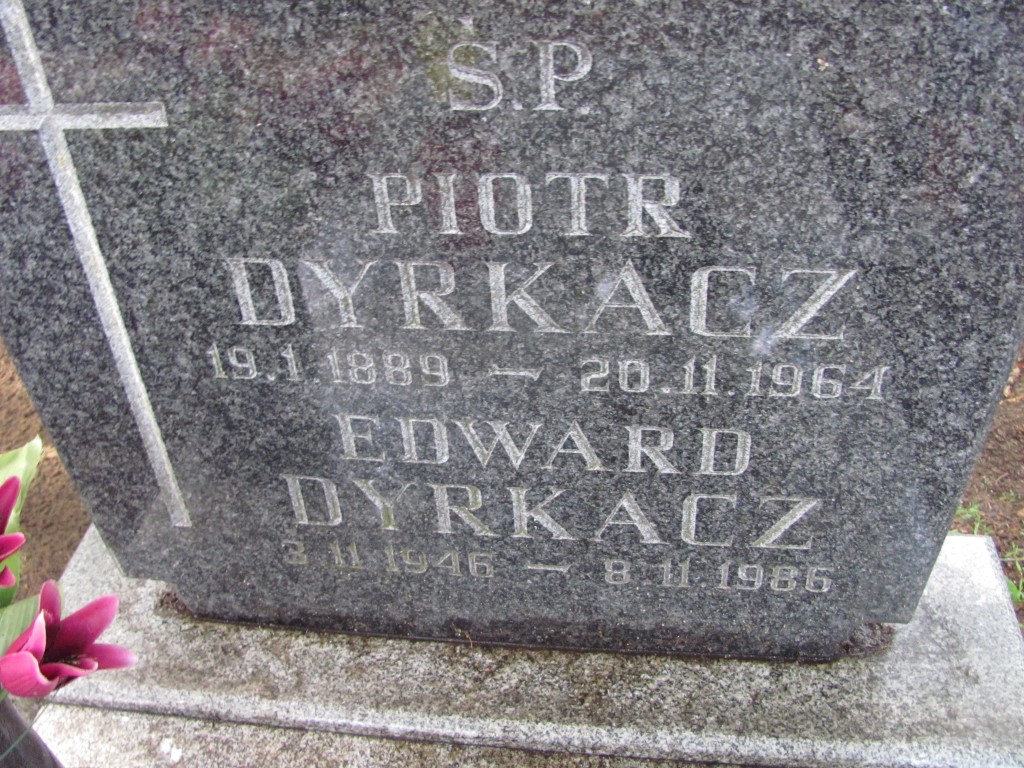 S.P.
PIOTR
DYRKACZ
19.1.1889 – 20.11.1964
EDWARD
DYRKACZ
3.11.1946 – 8.11.1986